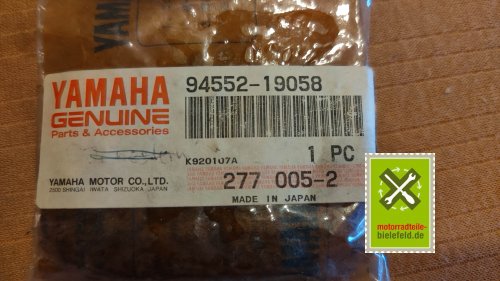 YAMAHA
YAMAHA
GENUINE
Parts & Accessories
94552-19058
K920107A
1 PC
YAMAHA MOTOR CO.,LTD.
2500 SHINGAI IWATA SHIZUOKA JAPAN
277 005-2
MADE IN JAPAN
motorradteile-
bielefeld.de